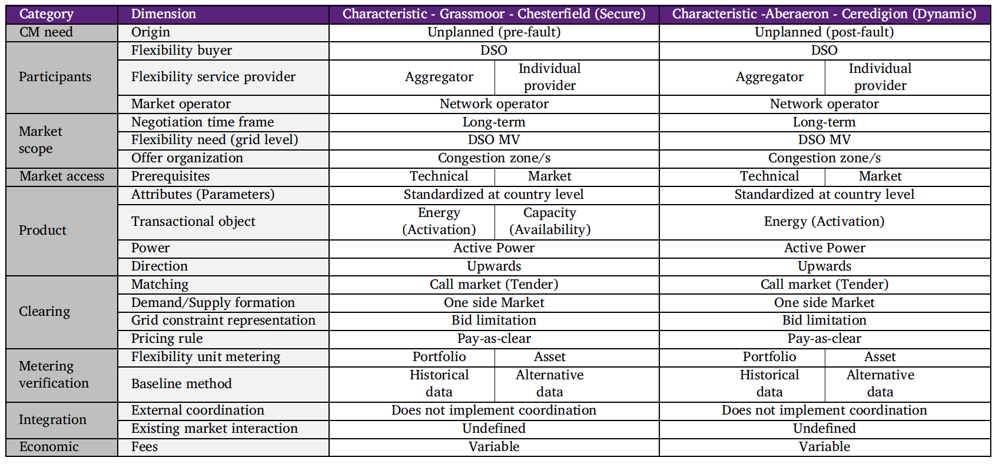 Category Dimension Characteristic - Grassmoor - Chesterfield (Secure) Characteristic -Aberaeron - Ceredigion (Dynamic)
CM need Origin Unplanned (pre-fault) Unplanned (post-fault)
Participants
Flexibility buyer DSO DSO
Flexibility service provider Aggregator Individual provider Aggregator Individual provider
Market operator Network operator Network operator
Market scope
Negotiation time frame Long-term Long-term
Flexibility need (grid level) DSO MV DSO MV
Offer organization Congestion zone/s Congestion zone/s
Market access Prerequisites Technical Market Technical Market
Product
Attributes (Parameters) Standardized at country level Standardized at country level
Transactional object Energy (Activation) Capacity (Availability) Energy (Activation)
Power Active Power Active Power
Direction Upwards Upwards
Clearing
Matching Call market (Tender) Call market (Tender)
Demand/Supply formation One side Market One side Market
Grid constraint representation Bid limitation Bid limitation
Pricing rule Pay-as-clear Pay-as-clear
Metering verification
Flexibility unit metering Portfolio Asset Portfolio Asset
Baseline method Historical data Alternative data Historical data Alternative data
Integration
External coordination Does not implement coordination Does not implement coordination
Existing market interaction Undefined Undefined
Economic Fees Variable Variable